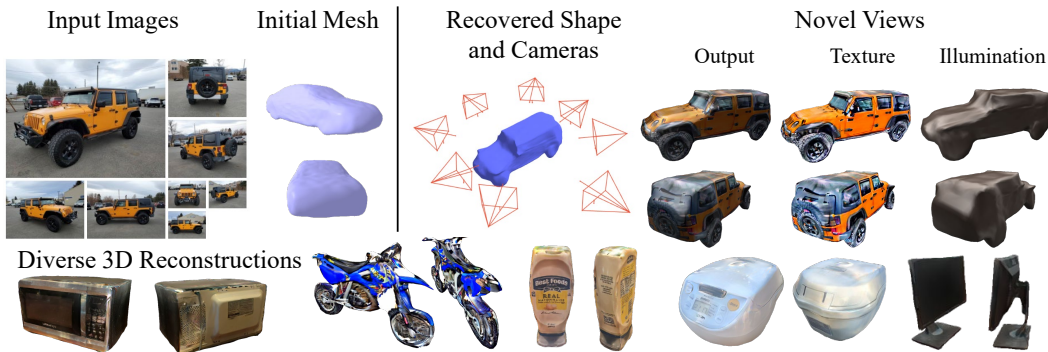 Input Images
Initial Mesh
Recovered Shape
and Cameras
Novel Views
Output
Texture
Illumination
Diverse 3D Reconstructions
Best Foods
REAL